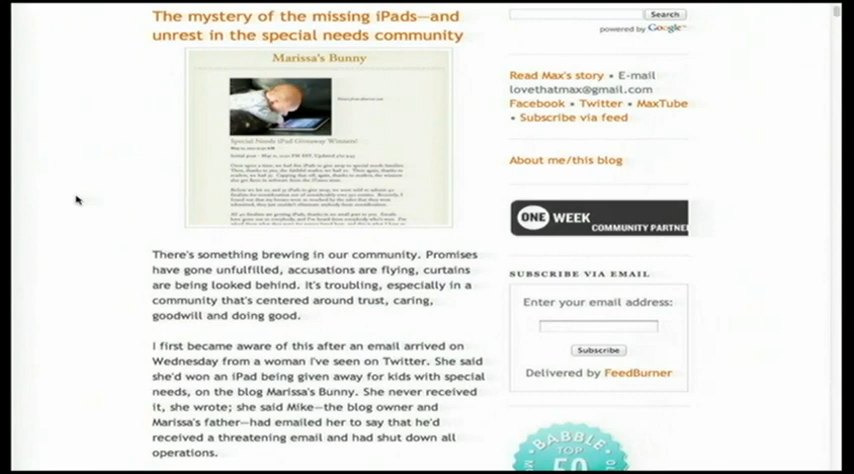 The mystery of the missing iPads—and
unrest in the special needs community
Marissa's Bunny
Special Needs iPad Giveaway Winners!
There's something brewing in our community. Promises
have gone unfulfilled, accusations are flying, curtains
are being looked behind. It's troubling, especially in a
community that's centered around trust, caring,
goodwill and doing good.
I first became aware of this after an email arrived on
Wednesday from a woman I've seen on Twitter. She said
she'd won an iPad being given away for kids with special
needs, on the blog Marissa's Bunny. She never received
it, she wrote; she said Mike—the blog owner and
Marissa's father—had emailed her to say that he'd
received a threatening email and had shut down all
operations.
Search
powered by Google™
Read Max's story • E-mail
lovethatmax@gmail.com
Facebook • Twitter • MaxTube
• Subscribe via feed
About me/this blog
ONE WEEK
COMMUNITY PARTNE
SUBSCRIBE VIA EMAIL
Enter your email address:
Subscribe
Delivered by FeedBurner
BABBLE
TOP
50